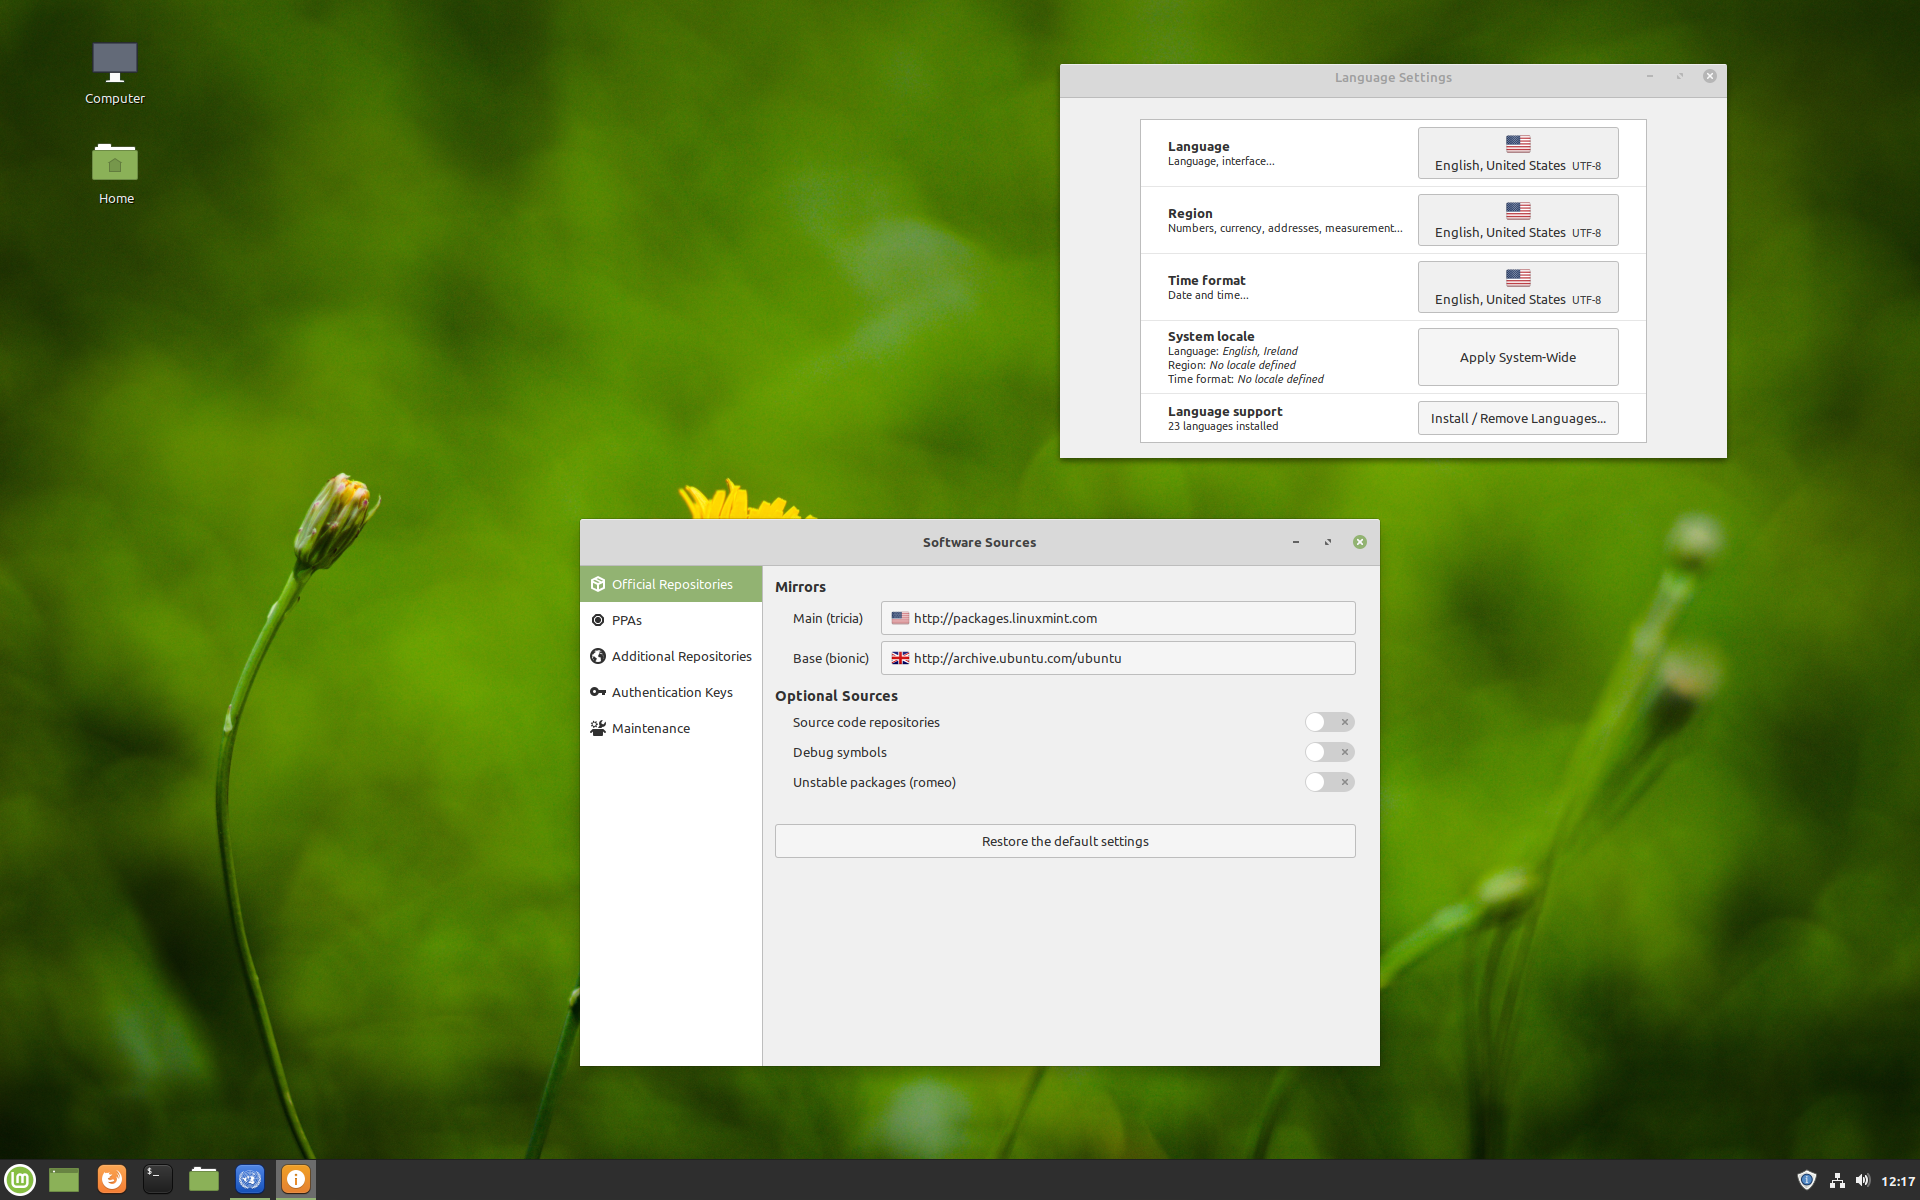 Computer
Home
Language Settings
Language
Language, interface...
English, United States UTF-8
Region
Numbers, currency, addresses, measurement...
English, United States UTF-8
Time format
Date and time...
English, United States UTF-8
System locale
Language: English, Ireland
Region: No locale defined
Time format: No locale defined
Apply System-Wide
Language support
23 languages installed
Install / Remove Languages...
Software Sources
Official Repositories
PPAs
Additional Repositories
Authentication Keys
Maintenance
Mirrors
Main (tricia) http://packages.linuxmint.com
Base (bionic) http://archive.ubuntu.com/ubuntu
Optional Sources
Source code repositories
Debug symbols
Unstable packages (romeo)
Restore the default settings
12:17